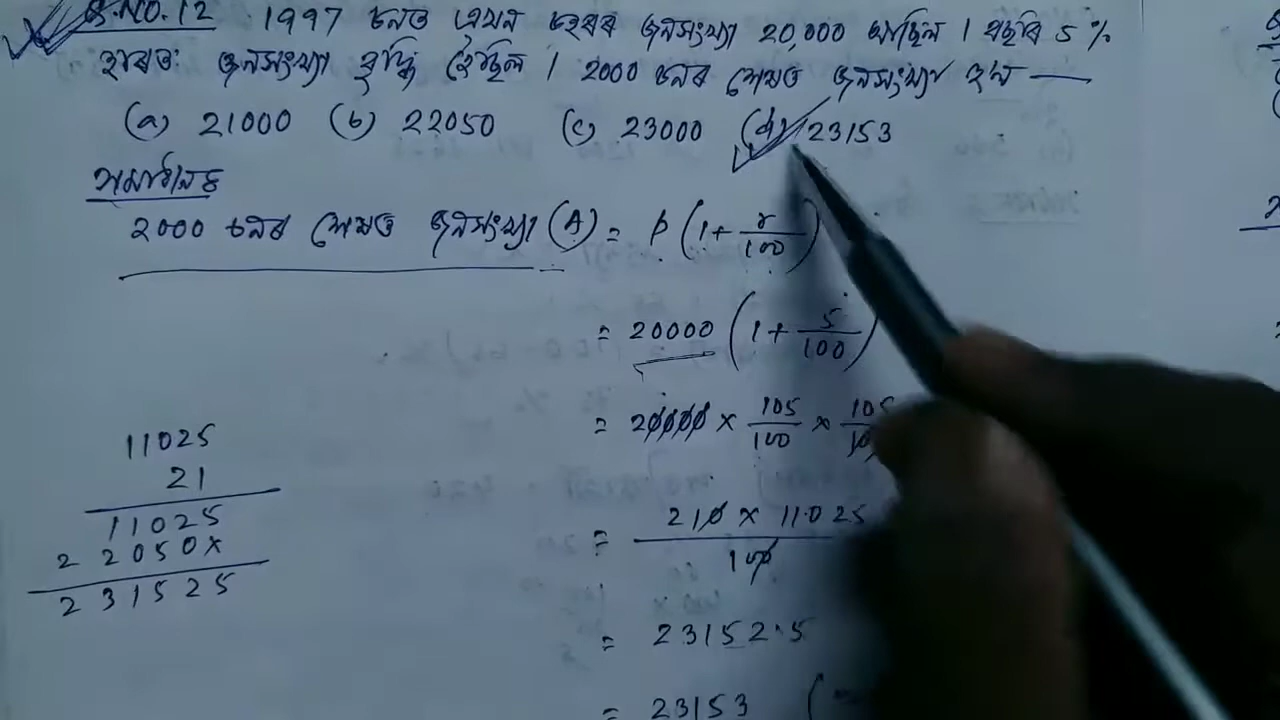 Q.NO.12 1997 চনত এখন চহৰৰ জনসংখ্যা 20,000 আছিল । বছৰি 5%
হাৰত জনসংখ্যা বৃদ্ধি হৈছিল । 2000 চনৰ শেষত জনসংখ্যা হ'ল —
(a) 21000 (b) 22050 (c) 23000 (d) 23153
সমাধানঃ
2000 চনৰ শেষত জনসংখ্যা (A) = P (1 + r/100)
= 20000 (1 + 5/100)
= 20000 × 105/100 × 105
= 210 × 11025 / 100
= 23152.5
= 23153 (
11025
21
11025
22050×
231525